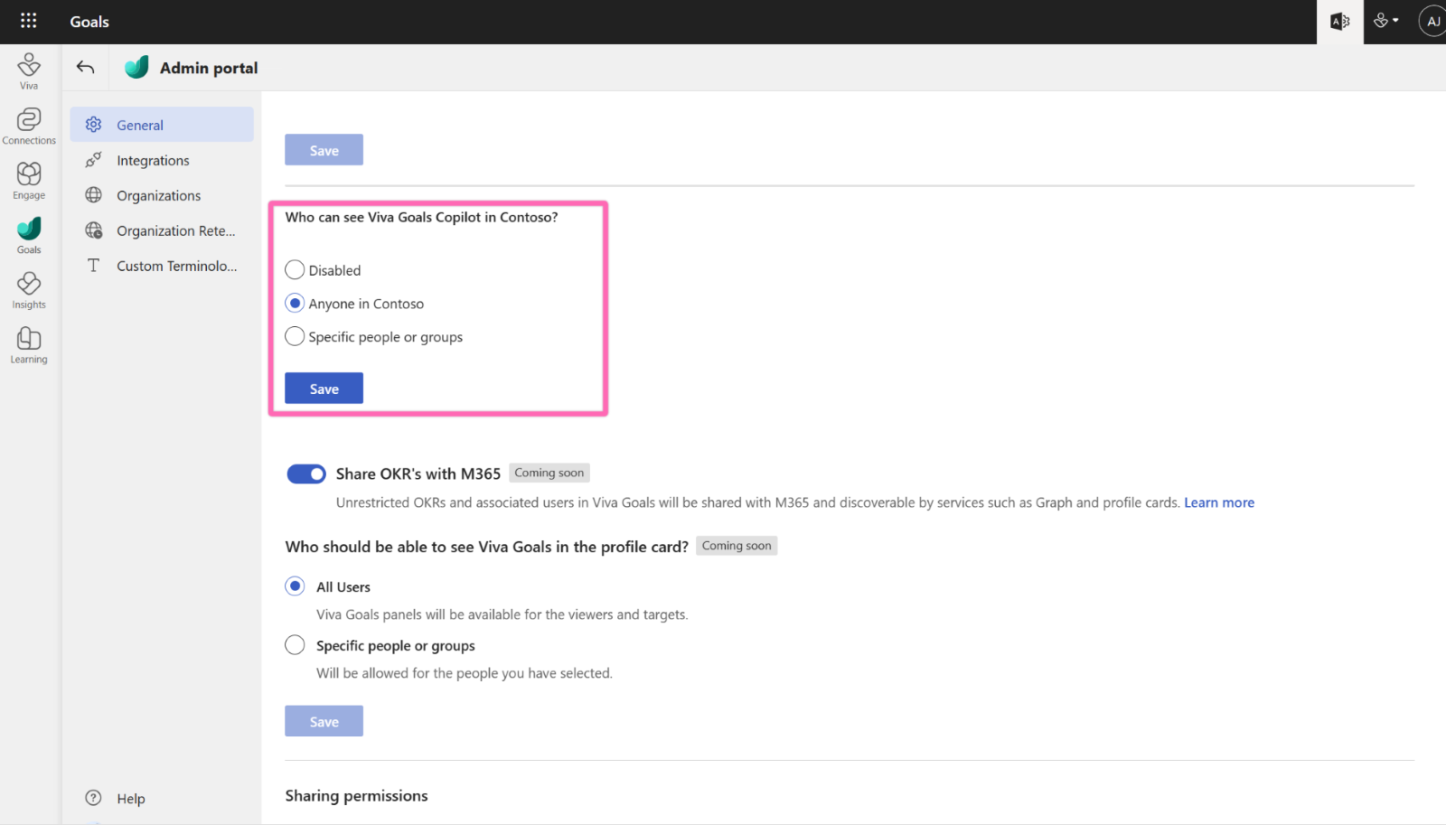 Goals
AJ
Viva
Connections
Engage
Goals
Insights
Learning
Admin portal
General
Integrations
Organizations
Organization Rete...
Custom Terminolo...
Help
Save
Who can see Viva Goals Copilot in Contoso?
Disabled
Anyone in Contoso
Specific people or groups
Save
Share OKR's with M365 Coming soon
Unrestricted OKRs and associated users in Viva Goals will be shared with M365 and discoverable by services such as Graph and profile cards. Learn more
Who should be able to see Viva Goals in the profile card? Coming soon
All Users
Viva Goals panels will be available for the viewers and targets.
Specific people or groups
Will be allowed for the people you have selected.
Save
Sharing permissions